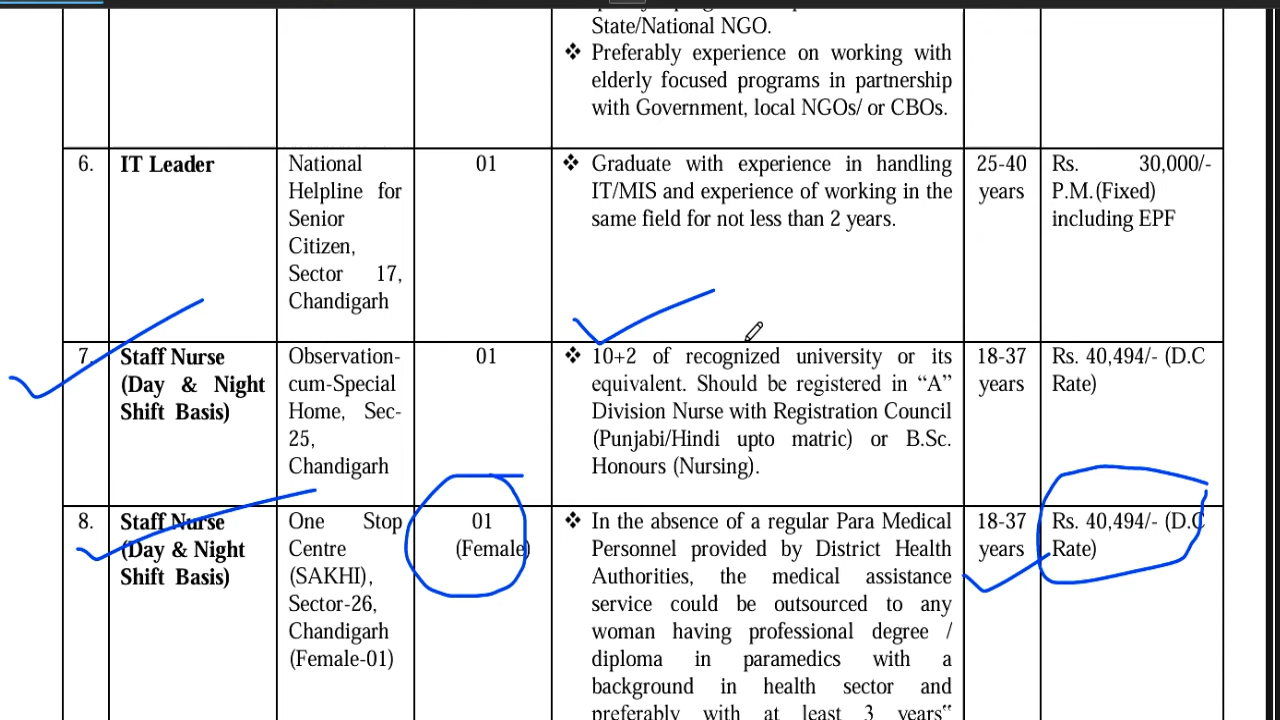 State/National NGO.
❖ Preferably experience on working with
elderly focused programs in partnership
with Government, local NGOs/ or CBOs.
6.
IT Leader
National
Helpline for
Senior
Citizen,
Sector 17,
Chandigarh
01
❖ Graduate with experience in handling
IT/MIS and experience of working in the
same field for not less than 2 years.
25-40
years
Rs. 30,000/-
P.M.(Fixed)
including EPF
7.
Staff Nurse
(Day & Night
Shift Basis)
Observation-
cum-Special
Home, Sec-
25,
Chandigarh
01
❖ 10+2 of recognized university or its
equivalent. Should be registered in “A”
Division Nurse with Registration Council
(Punjabi/Hindi upto matric) or B.Sc.
Honours (Nursing).
18-37
years
Rs. 40,494/- (D.C
Rate)
8.
Staff Nurse
(Day & Night
Shift Basis)
One Stop
Centre
(SAKHI),
Sector-26,
Chandigarh
(Female-01)
01
(Female)
❖ In the absence of a regular Para Medical
Personnel provided by District Health
Authorities, the medical assistance
service could be outsourced to any
woman having professional degree /
diploma in paramedics with a
background in health sector and
preferably with at least 3 years‟
18-37
years
Rs. 40,494/- (D.C
Rate)